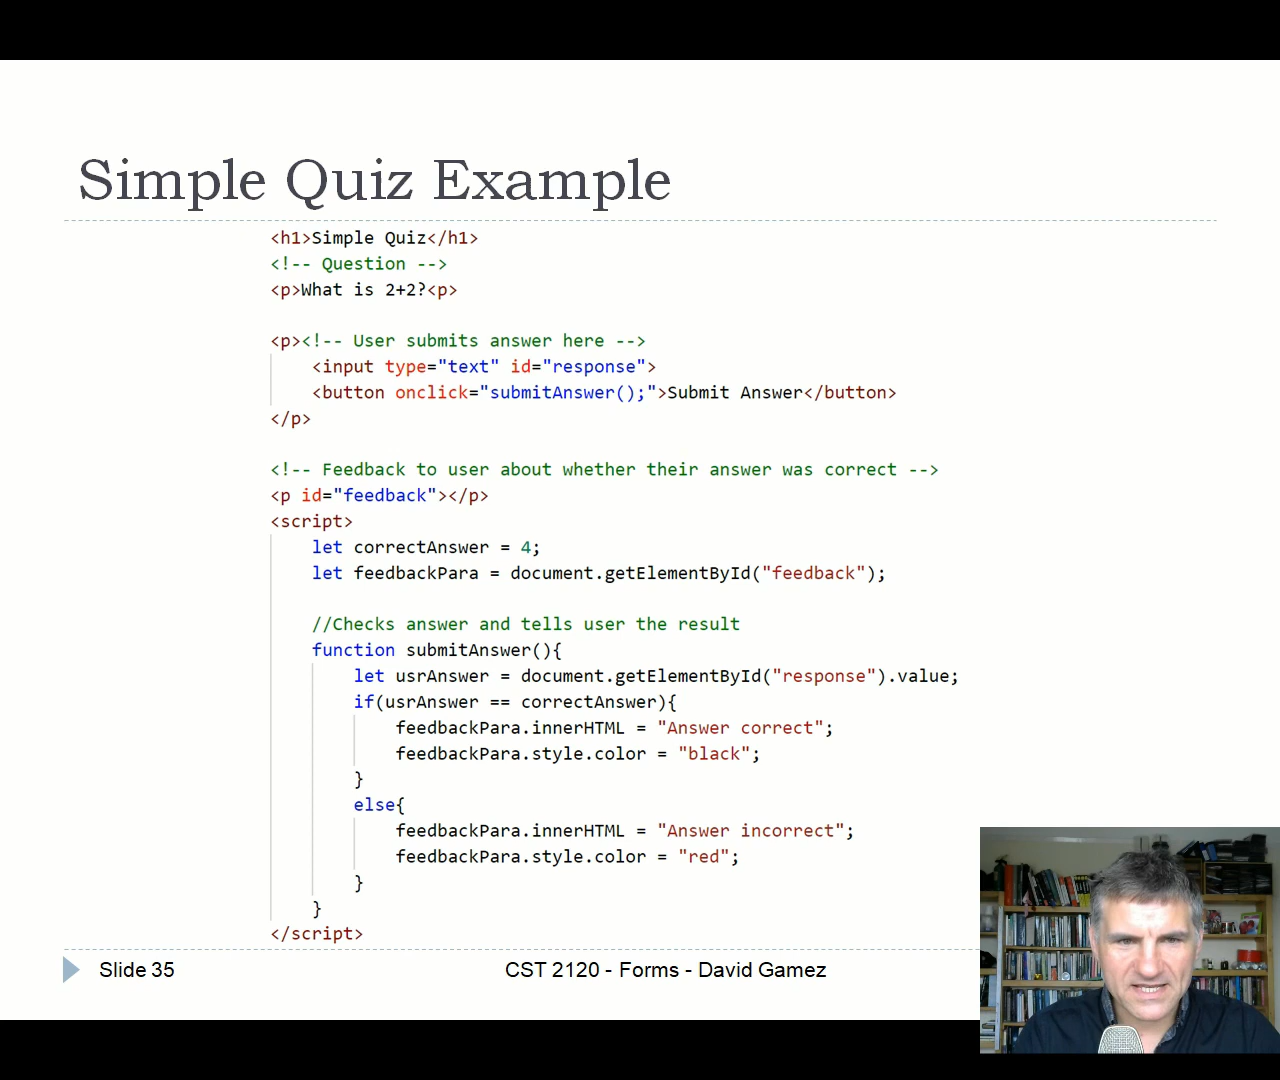 Simple Quiz Example
<h1>Simple Quiz</h1>
<!-- Question -->
<p>What is 2+2?<p>
<p><!-- User submits answer here -->
<input type="text" id="response">
<button onclick="submitAnswer();">Submit Answer</button>
</p>
<!-- Feedback to user about whether their answer was correct -->
<p id="feedback"></p>
<script>
let correctAnswer = 4;
let feedbackPara = document.getElementById("feedback");
//Checks answer and tells user the result
function submitAnswer(){
let usrAnswer = document.getElementById("response").value;
if(usrAnswer == correctAnswer){
feedbackPara.innerHTML = "Answer correct";
feedbackPara.style.color = "black";
}
else{
feedbackPara.innerHTML = "Answer incorrect";
feedbackPara.style.color = "red";
}
}
</script>
Slide 35
CST 2120 - Forms - David Gamez